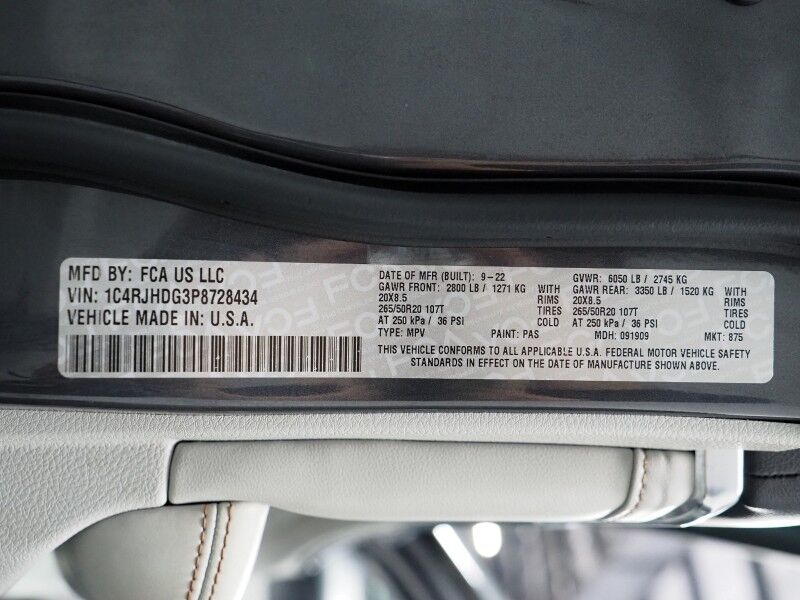 MFD BY: FCA US LLC
VIN: 1C4RJHDG3P8728434
VEHICLE MADE IN: U.S.A.
DATE OF MFR (BUILT): 9-22
GAWR FRONT: 2800 LB / 1271 KG WITH
20X8.5 RIMS
265/50R20 107T TIRES
AT 250 kPa / 36 PSI COLD
TYPE: MPV PAINT: PAS
GVWR: 6050 LB / 2745 KG
GAWR REAR: 3350 LB / 1520 KG WITH
20X8.5 RIMS
265/50R20 107T TIRES
AT 250 kPa / 36 PSI COLD
MDH: 091909 MKT: 875
THIS VEHICLE CONFORMS TO ALL APPLICABLE U.S.A. FEDERAL MOTOR VEHICLE SAFETY
STANDARDS IN EFFECT ON THE DATE OF MANUFACTURE SHOWN ABOVE.